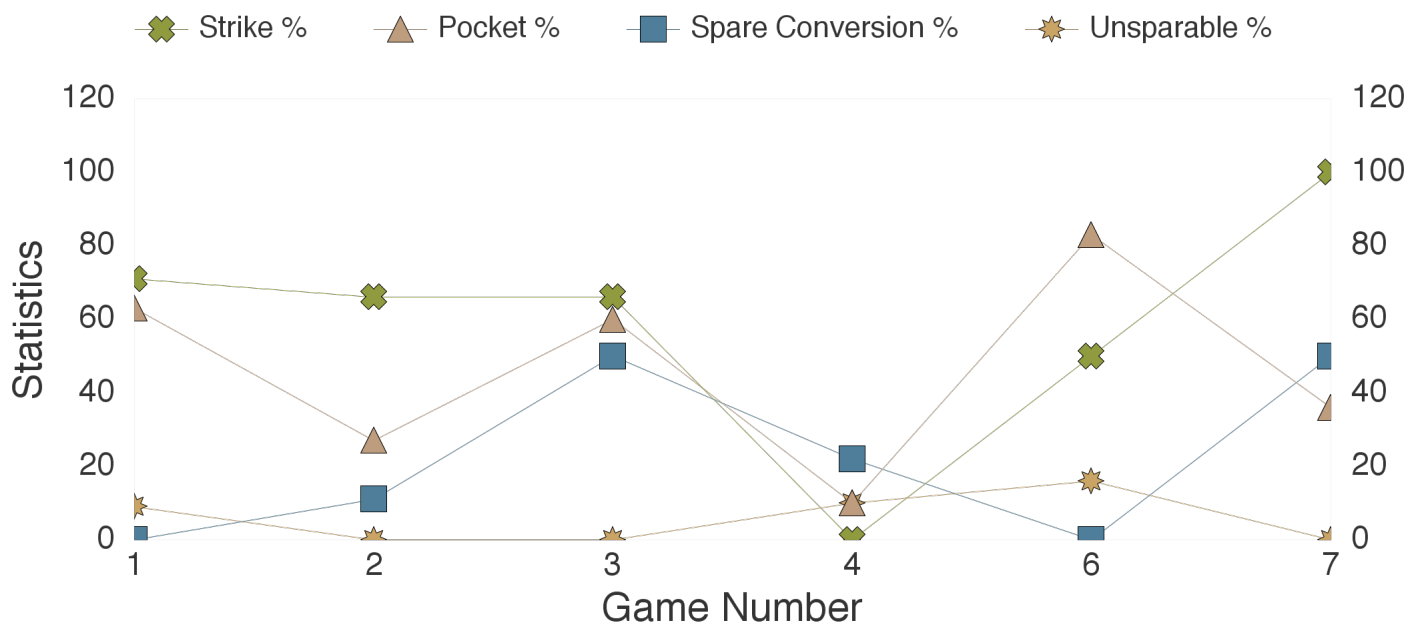 Strike % Pocket % Spare Conversion % Unsparable %
120 120
100 100
80 80
60 60
40 40
20 20
0 0
Statistics
1 2 3 4 6 7
Game Number